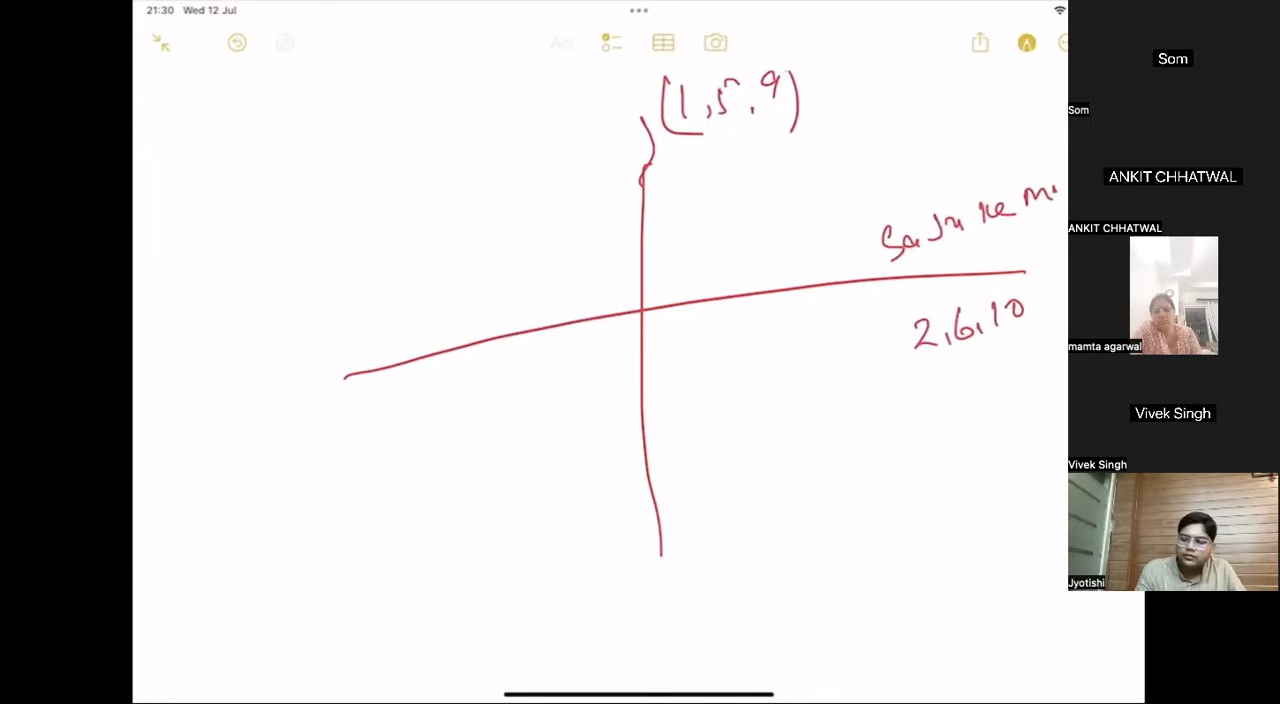 21:30 Wed 12 Jul
Aa
(1,5,9)
2,6,10
Som
Som
ANKIT CHHATWAL
ANKIT CHHATWAL
mamta agarwal
Vivek Singh
Vivek Singh
Jyotishi